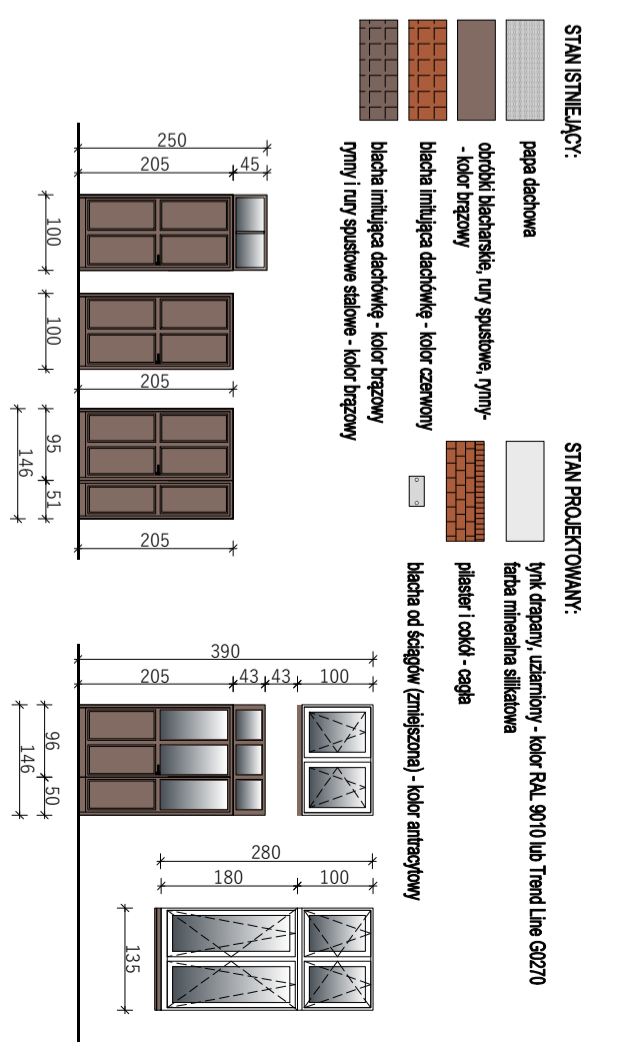 STAN ISTNIEJĄCY:
papa dachowa
obróbki blacharskie, rury spustowe, rynny-
- kolor brązowy
blacha imitująca dachówkę - kolor czerwony
blacha imitująca dachówkę - kolor brązowy
rynny i rury spustowe stalowe - kolor brązowy
STAN PROJEKTOWANY:
tynk drapany, uziarniony - kolor RAL 9010 lub Trend Line G0270
farba mineralna silikatowa
pilaster i cokół - cagła
blacha od ściągów (zmiejszona) - kolor antracytowy
250
205
45
100
100
205
95
51
146
205
390
205
43
43
100
96
50
146
280
180
100
135